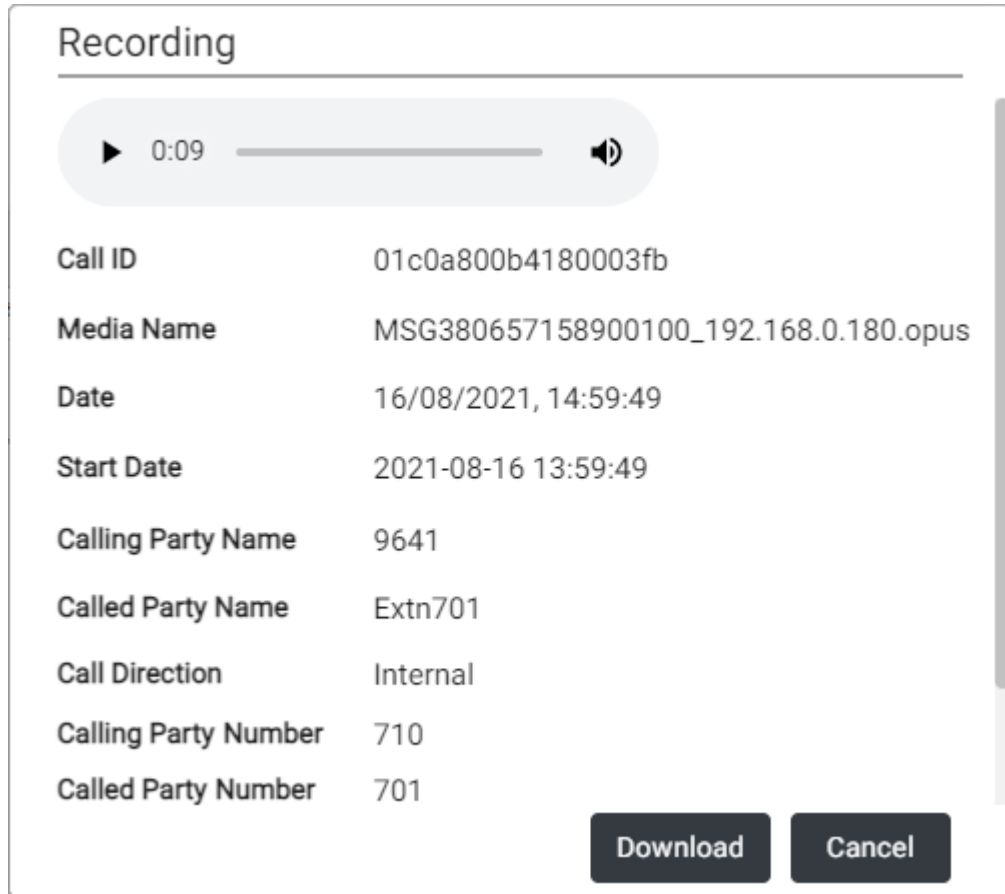 Recording
0:09
Call ID 01c0a800b4180003fb
Media Name MSG380657158900100_192.168.0.180.opus
Date 16/08/2021, 14:59:49
Start Date 2021-08-16 13:59:49
Calling Party Name 9641
Called Party Name Extn701
Call Direction Internal
Calling Party Number 710
Called Party Number 701
Download Cancel